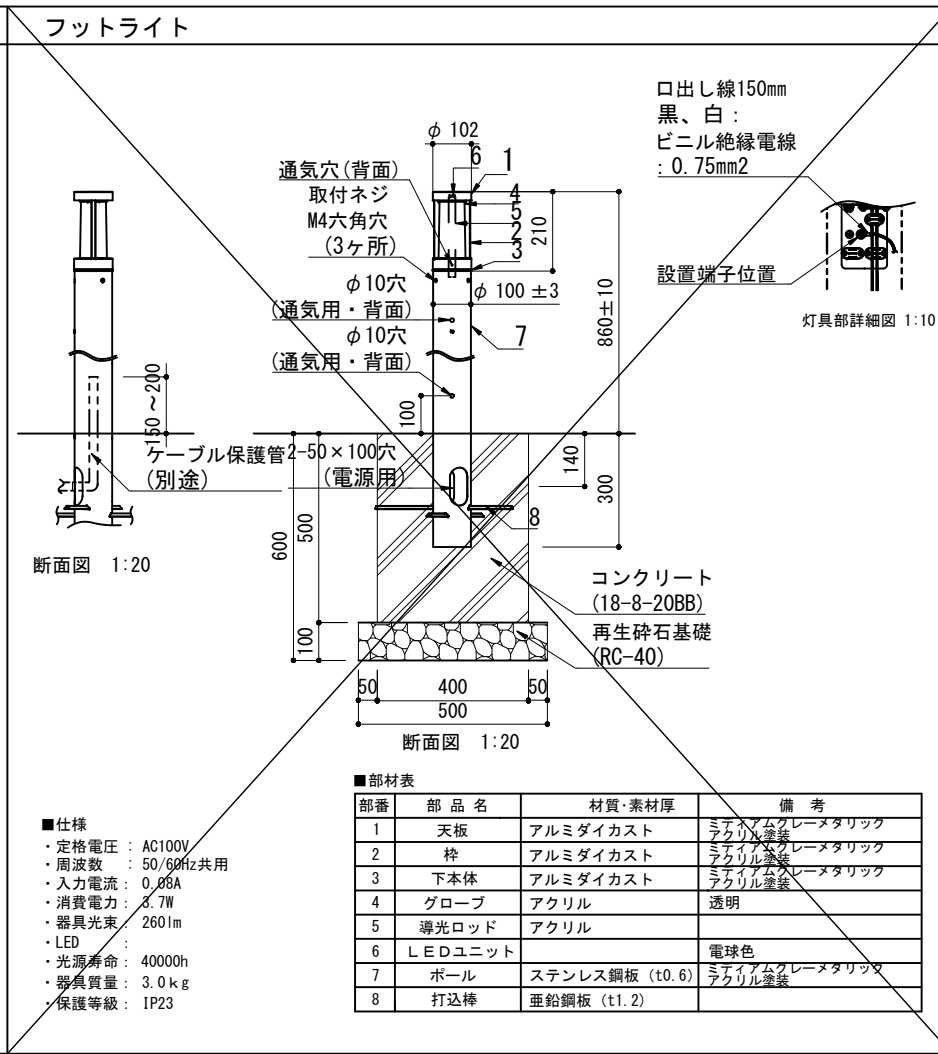 フットライト
口出し線150mm
黒、白：
ビニル絶縁電線
：0.75mm2
設置端子位置
灯具部詳細図 1:10
φ 102
6
1
通気穴(背面)
取付ネジ
M4六角穴
(3ヶ所)
4
5
2
3
210
φ10穴
(通気用・背面)
φ 100 ±3
φ10穴
(通気用・背面)
7
860±10
100
150～200
ケーブル保護管
(別途)
2-50×100穴
(電源用)
140
300
8
600
500
100
断面図 1:20
コンクリート
(18-8-20BB)
再生砕石基礎
(RC-40)
50
400
50
500
断面図 1:20
■仕様
・定格電圧 : AC100V
・周波数 : 50/60Hz共用
・入力電流 : 0.08A
・消費電力 : 3.7W
・器具光束 : 260lm
・LED :
・光源寿命 : 40000h
・器具質量 : 3.0kg
・保護等級 : IP23
■部材表
部番 部 品 名 材質・素材厚 備 考
1 天板 アルミダイカスト ミディアムグレーメタリック
アクリル塗装
2 枠 アルミダイカスト ミディアムグレーメタリック
アクリル塗装
3 下本体 アルミダイカスト ミディアムグレーメタリック
アクリル塗装
4 グローブ アクリル 透明
5 導光ロッド アクリル
6 ＬＥＤユニット 電球色
7 ポール ステンレス鋼板 (t0.6) ミディアムグレーメタリック
アクリル塗装
8 打込棒 亜鉛鋼板 (t1.2)